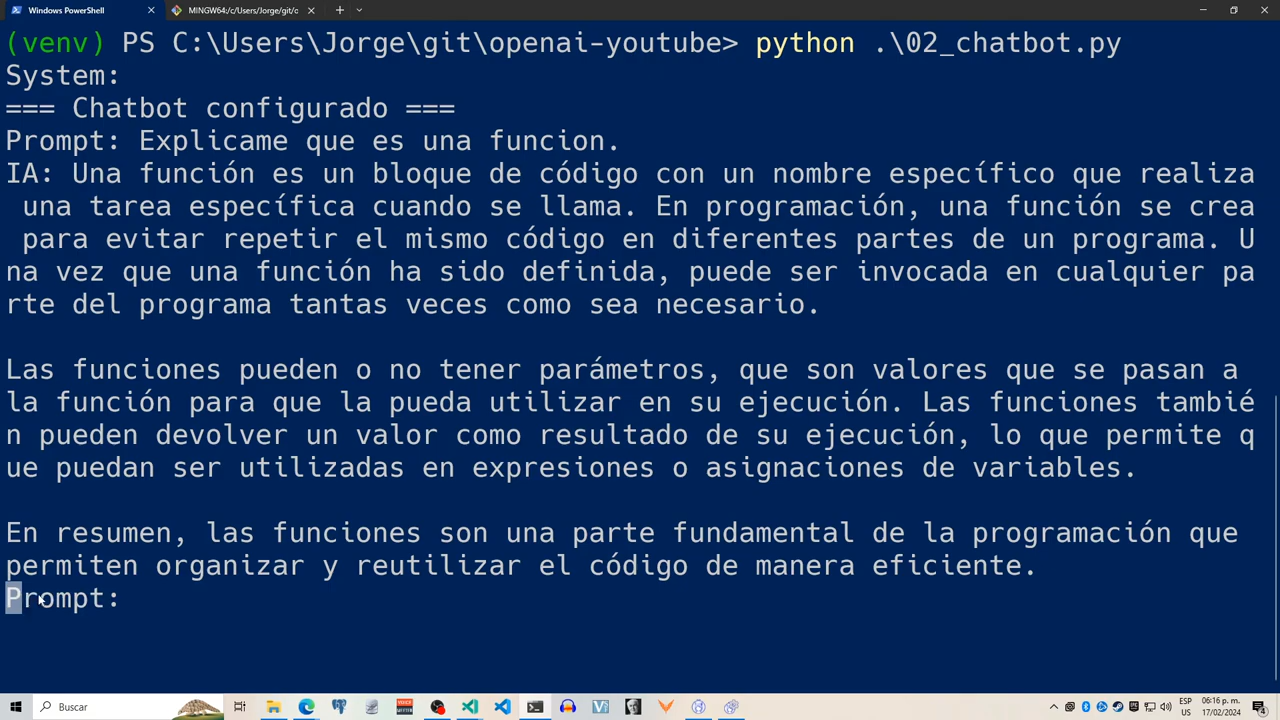 Windows PowerShell
MINGW64:/c/Users/Jorge/git/c
(venv) PS C:\Users\Jorge\git\openai-youtube> python .\02_chatbot.py
System:
=== Chatbot configurado ===
Prompt: Explicame que es una funcion.
IA: Una función es un bloque de código con un nombre específico que realiza
una tarea específica cuando se llama. En programación, una función se crea
para evitar repetir el mismo código en diferentes partes de un programa. U
na vez que una función ha sido definida, puede ser invocada en cualquier pa
rte del programa tantas veces como sea necesario.
Las funciones pueden o no tener parámetros, que son valores que se pasan a
la función para que la pueda utilizar en su ejecución. Las funciones tambié
n pueden devolver un valor como resultado de su ejecución, lo que permite q
ue puedan ser utilizadas en expresiones o asignaciones de variables.
En resumen, las funciones son una parte fundamental de la programación que
permiten organizar y reutilizar el código de manera eficiente.
Prompt:
Buscar
ESP
US
06:16 p. m.
17/02/2024